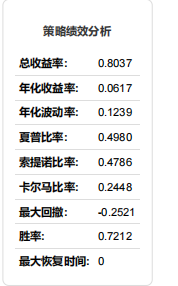 策略绩效分析
总收益率: 0.8037
年化收益率: 0.0617
年化波动率: 0.1239
夏普比率: 0.4980
索提诺比率: 0.4786
卡尔马比率: 0.2448
最大回撤: -0.2521
胜率: 0.7212
最大恢复时间: 0